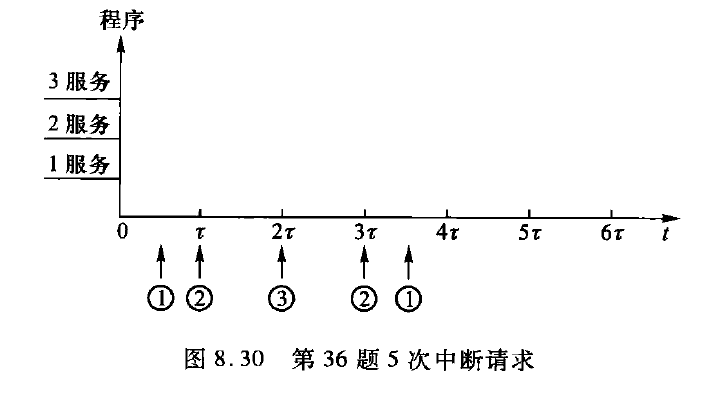 程序
3 服务
2 服务
1 服务
0 τ 2τ 3τ 4τ 5τ 6τ t
① ② ③ ② ①
图 8.30 第 36 题 5 次中断请求